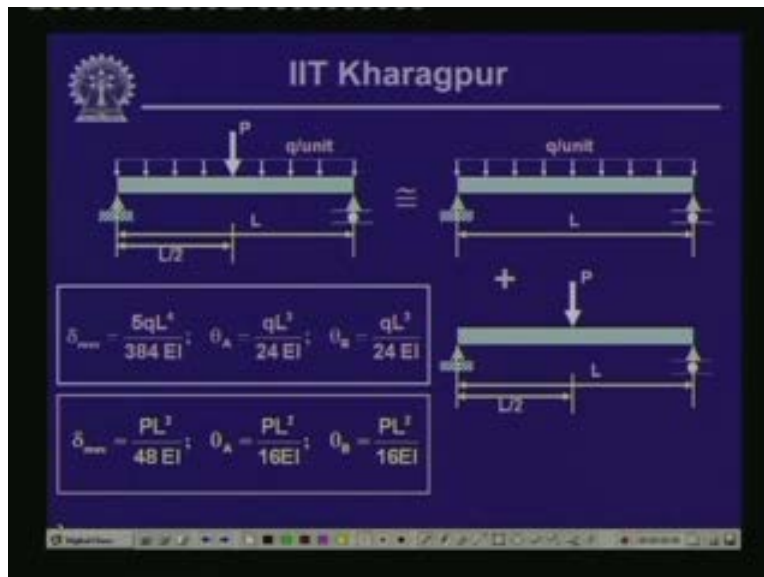 IIT Kharagpur
P
q/unit
L
L/2
≅
q/unit
L
+
P
L
L/2
δmax = 5qL⁴/384 EI; θA = qL³/24 EI; θB = qL³/24 EI
δmax = PL³/48 EI; θA = PL²/16EI; θB = PL²/16EI